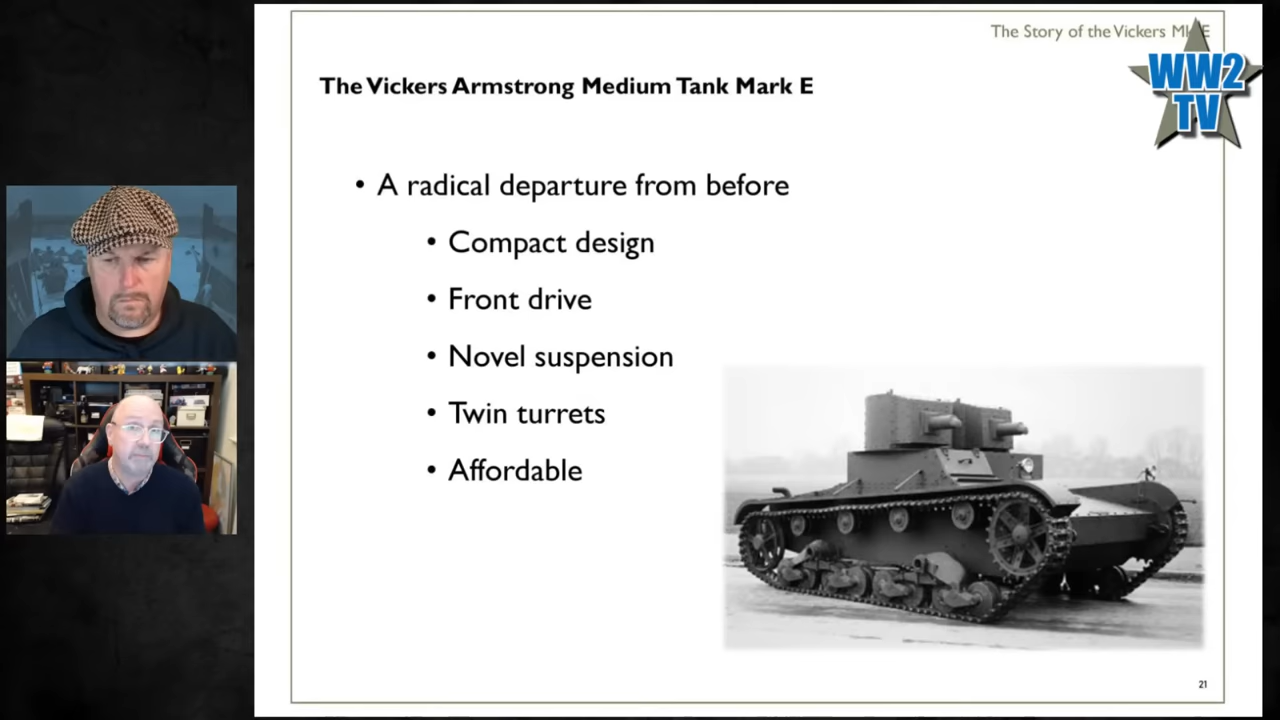 The Story of the Vickers Mk E
WW2
TV
The Vickers Armstrong Medium Tank Mark E
• A radical departure from before
• Compact design
• Front drive
• Novel suspension
• Twin turrets
• Affordable
21